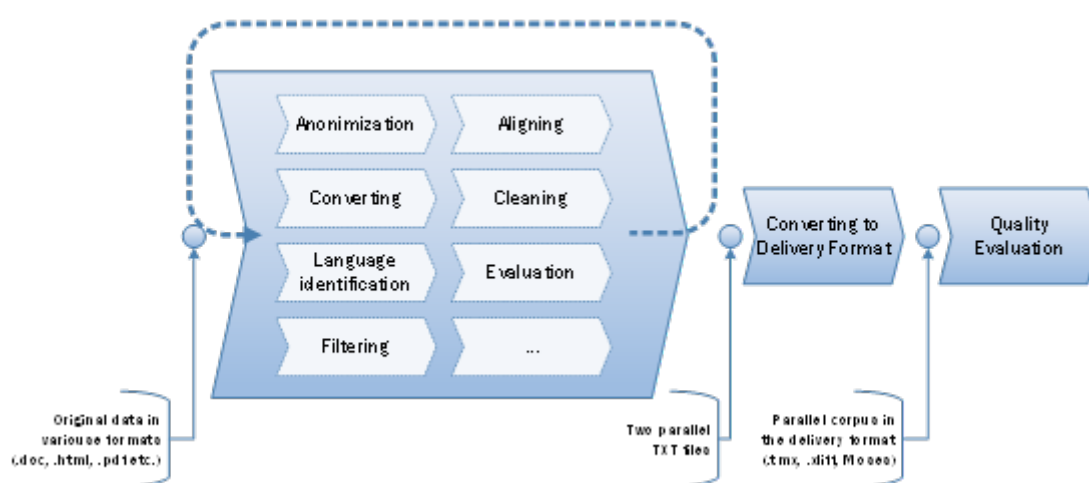 Anonimization
Aligning
Converting
Cleaning
Language
identification
Evaluation
Filtering
...
Converting to
Delivery Format
Quality
Evaluation
Original data in
variouse formats
(.doc, .html, .pdf etc.)
Two parallel
TXT files
Parallel corpus in
the delivery format
(.tmx, .xliff, Moses)